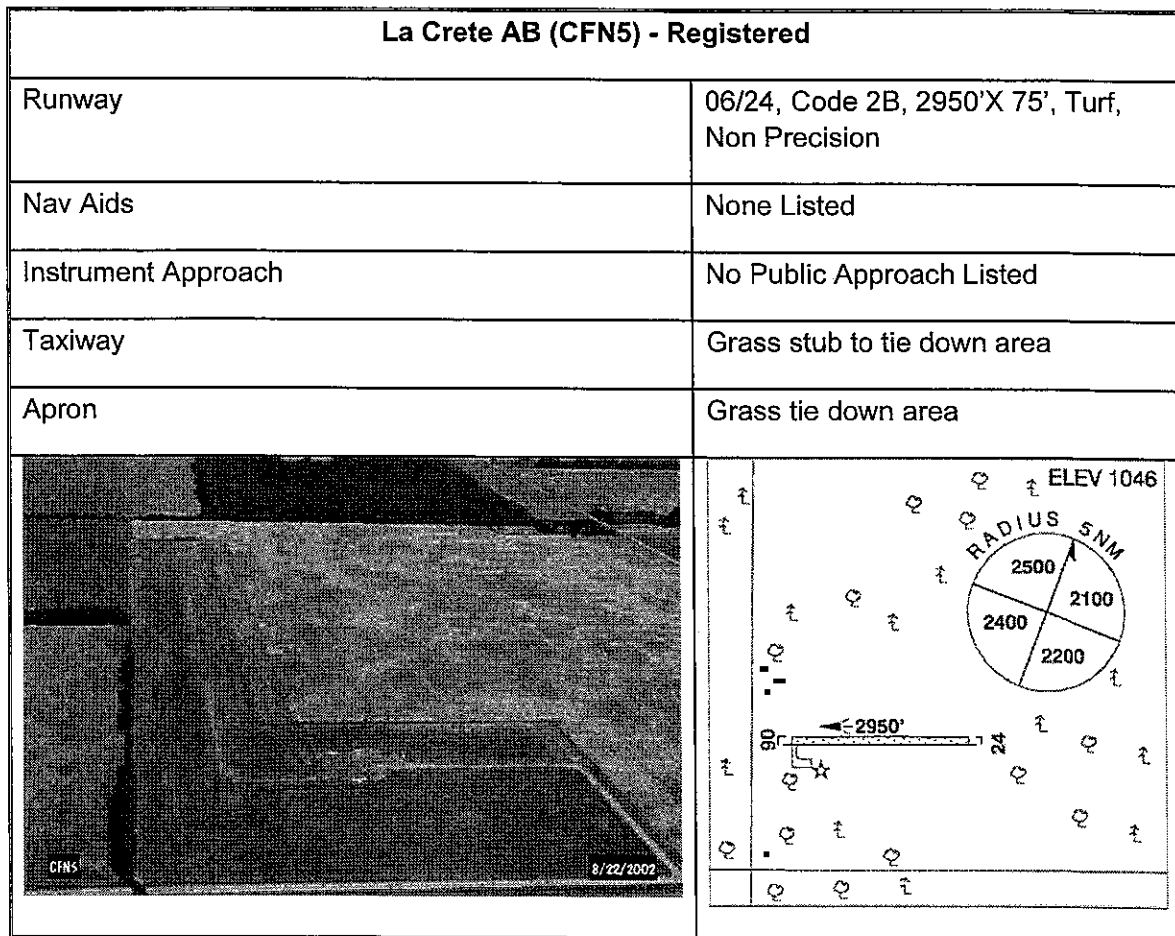 La Crete AB (CFN5) - Registered
Runway
06/24, Code 2B, 2950'X 75', Turf,
Non Precision
Nav Aids
None Listed
Instrument Approach
No Public Approach Listed
Taxiway
Grass stub to tie down area
Apron
Grass tie down area
CFN5
8/22/2002
ELEV 1046
RADIUS 5NM
2500
2100
2400
2200
2950'
06
24